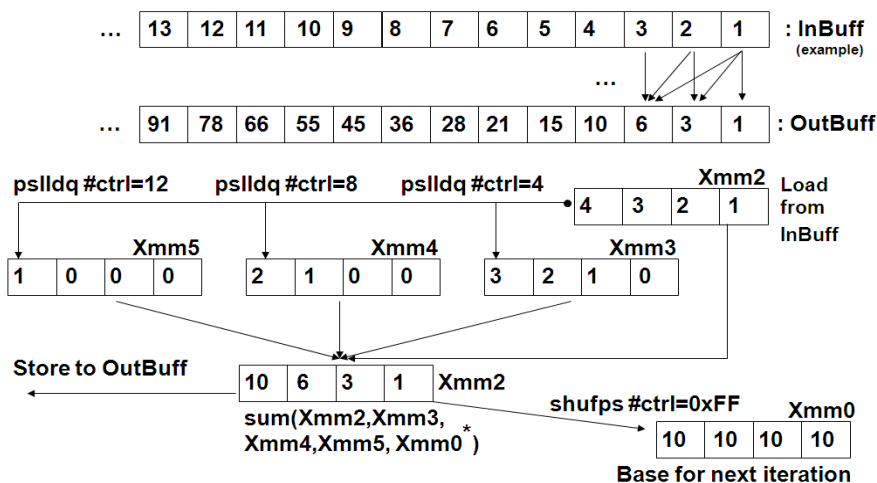 ... 13 12 11 10 9 8 7 6 5 4 3 2 1 : InBuff
(example)
...
... 91 78 66 55 45 36 28 21 15 10 6 3 1 : OutBuff
pslldq #ctrl=12 pslldq #ctrl=8 pslldq #ctrl=4
Xmm2
4 3 2 1
Load
from
InBuff
Xmm5
1 0 0 0
Xmm4
2 1 0 0
Xmm3
3 2 1 0
Store to OutBuff
10 6 3 1 Xmm2
sum(Xmm2,Xmm3,
Xmm4,Xmm5, Xmm0*)
shufps #ctrl=0xFF
Xmm0
10 10 10 10
Base for next iteration